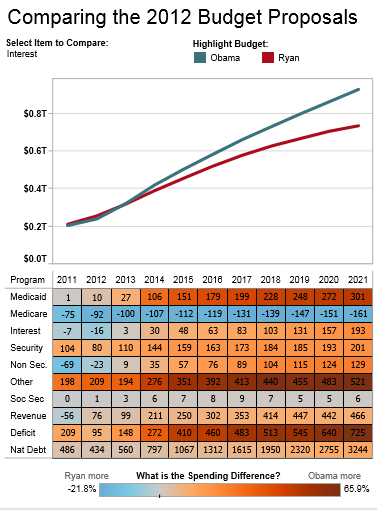 Comparing the 2012 Budget Proposals
Select Item to Compare:
Interest
Highlight Budget:
Obama Ryan
$0.8T
$0.6T
$0.4T
$0.2T
$0.0T
Program 2011 2012 2013 2014 2015 2016 2017 2018 2019 2020 2021
Medicaid 1 10 27 106 151 179 199 228 248 272 301
Medicare -75 -92 -100 -107 -112 -119 -131 -139 -147 -151 -161
Interest -7 -16 3 30 48 63 83 103 131 157 193
Security 104 80 110 144 159 163 173 184 185 193 201
Non Sec. -69 -23 9 35 57 76 89 104 115 124 129
Other 198 209 194 276 351 392 413 440 455 483 521
Soc Sec 0 1 3 6 7 8 9 7 5 5 6
Revenue -56 76 99 211 250 302 353 414 447 442 466
Deficit 209 95 148 272 410 460 483 513 545 640 725
Nat Debt 486 434 560 797 1067 1312 1615 1950 2320 2755 3244
Ryan more What is the Spending Difference? Obama more
-21.8% 65.9%